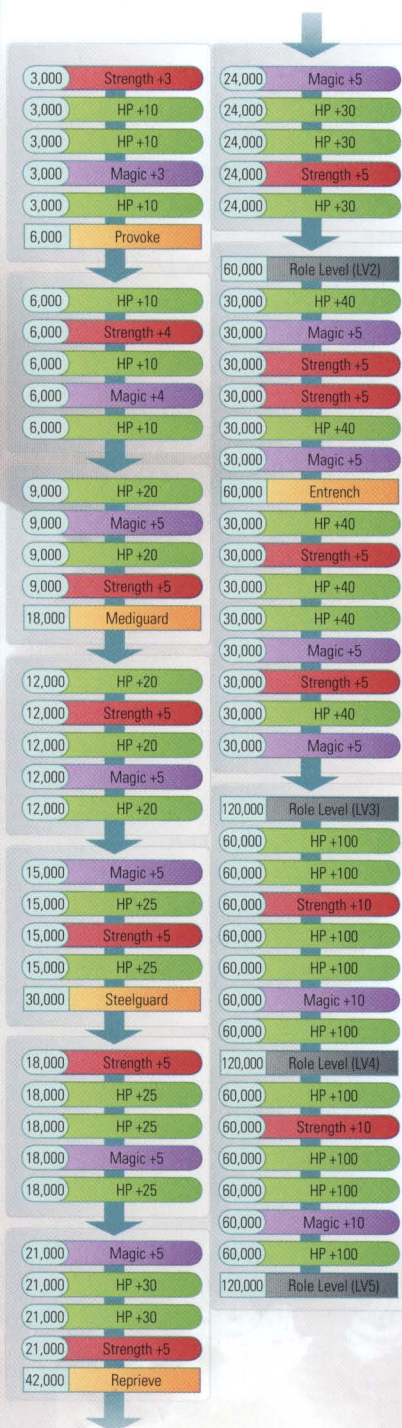 3,000 Strength +3
3,000 HP +10
3,000 HP +10
3,000 Magic +3
3,000 HP +10
6,000 Provoke
6,000 HP +10
6,000 Strength +4
6,000 HP +10
6,000 Magic +4
6,000 HP +10
9,000 HP +20
9,000 Magic +5
9,000 HP +20
9,000 Strength +5
18,000 Mediguard
12,000 HP +20
12,000 Strength +5
12,000 HP +20
12,000 Magic +5
12,000 HP +20
15,000 Magic +5
15,000 HP +25
15,000 Strength +5
15,000 HP +25
30,000 Steelguard
18,000 Strength +5
18,000 HP +25
18,000 HP +25
18,000 Magic +5
18,000 HP +25
21,000 Magic +5
21,000 HP +30
21,000 HP +30
21,000 Strength +5
42,000 Reprieve
24,000 Magic +5
24,000 HP +30
24,000 HP +30
24,000 Strength +5
24,000 HP +30
60,000 Role Level (LV2)
30,000 HP +40
30,000 Magic +5
30,000 Strength +5
30,000 Strength +5
30,000 HP +40
30,000 Magic +5
60,000 Entrench
30,000 HP +40
30,000 Strength +5
30,000 HP +40
30,000 HP +40
30,000 Magic +5
30,000 Strength +5
30,000 HP +40
30,000 Magic +5
120,000 Role Level (LV3)
60,000 HP +100
60,000 HP +100
60,000 Strength +10
60,000 HP +100
60,000 HP +100
60,000 Magic +10
60,000 HP +100
120,000 Role Level (LV4)
60,000 HP +100
60,000 Strength +10
60,000 HP +100
60,000 HP +100
60,000 Magic +10
60,000 HP +100
120,000 Role Level (LV5)